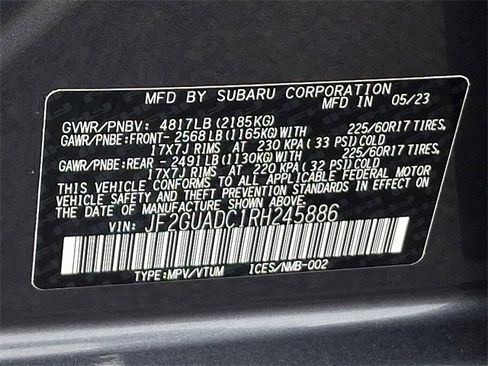 MFD BY SUBARU CORPORATION
GVWR/PNBV: 4817LB (2185KG) IN 05/23
GAWR/PNBE:FRONT- 2568LB(1165KG)WITH 225/60R17 TIRES,
17X7J RIMS AT 230 KPA( 33 PSI)COLD
GAWR/PNBE:REAR - 2491LB(1130KG)WITH 225/60R17 TIRES,
17X7J RIMS AT 220 KPA( 32 PSI)COLD
THIS VEHICLE CONFORMS TO ALL APPLICABLE FEDERAL MOTOR
VEHICLE SAFETY AND THEFT PREVENTION STANDARDS IN EFFECT
ON THE DATE OF MANUFACTURE SHOWN ABOVE.
VIN: JF2GUADC1RH245886
TYPE:MPV/VTUM ICES/NMB-002